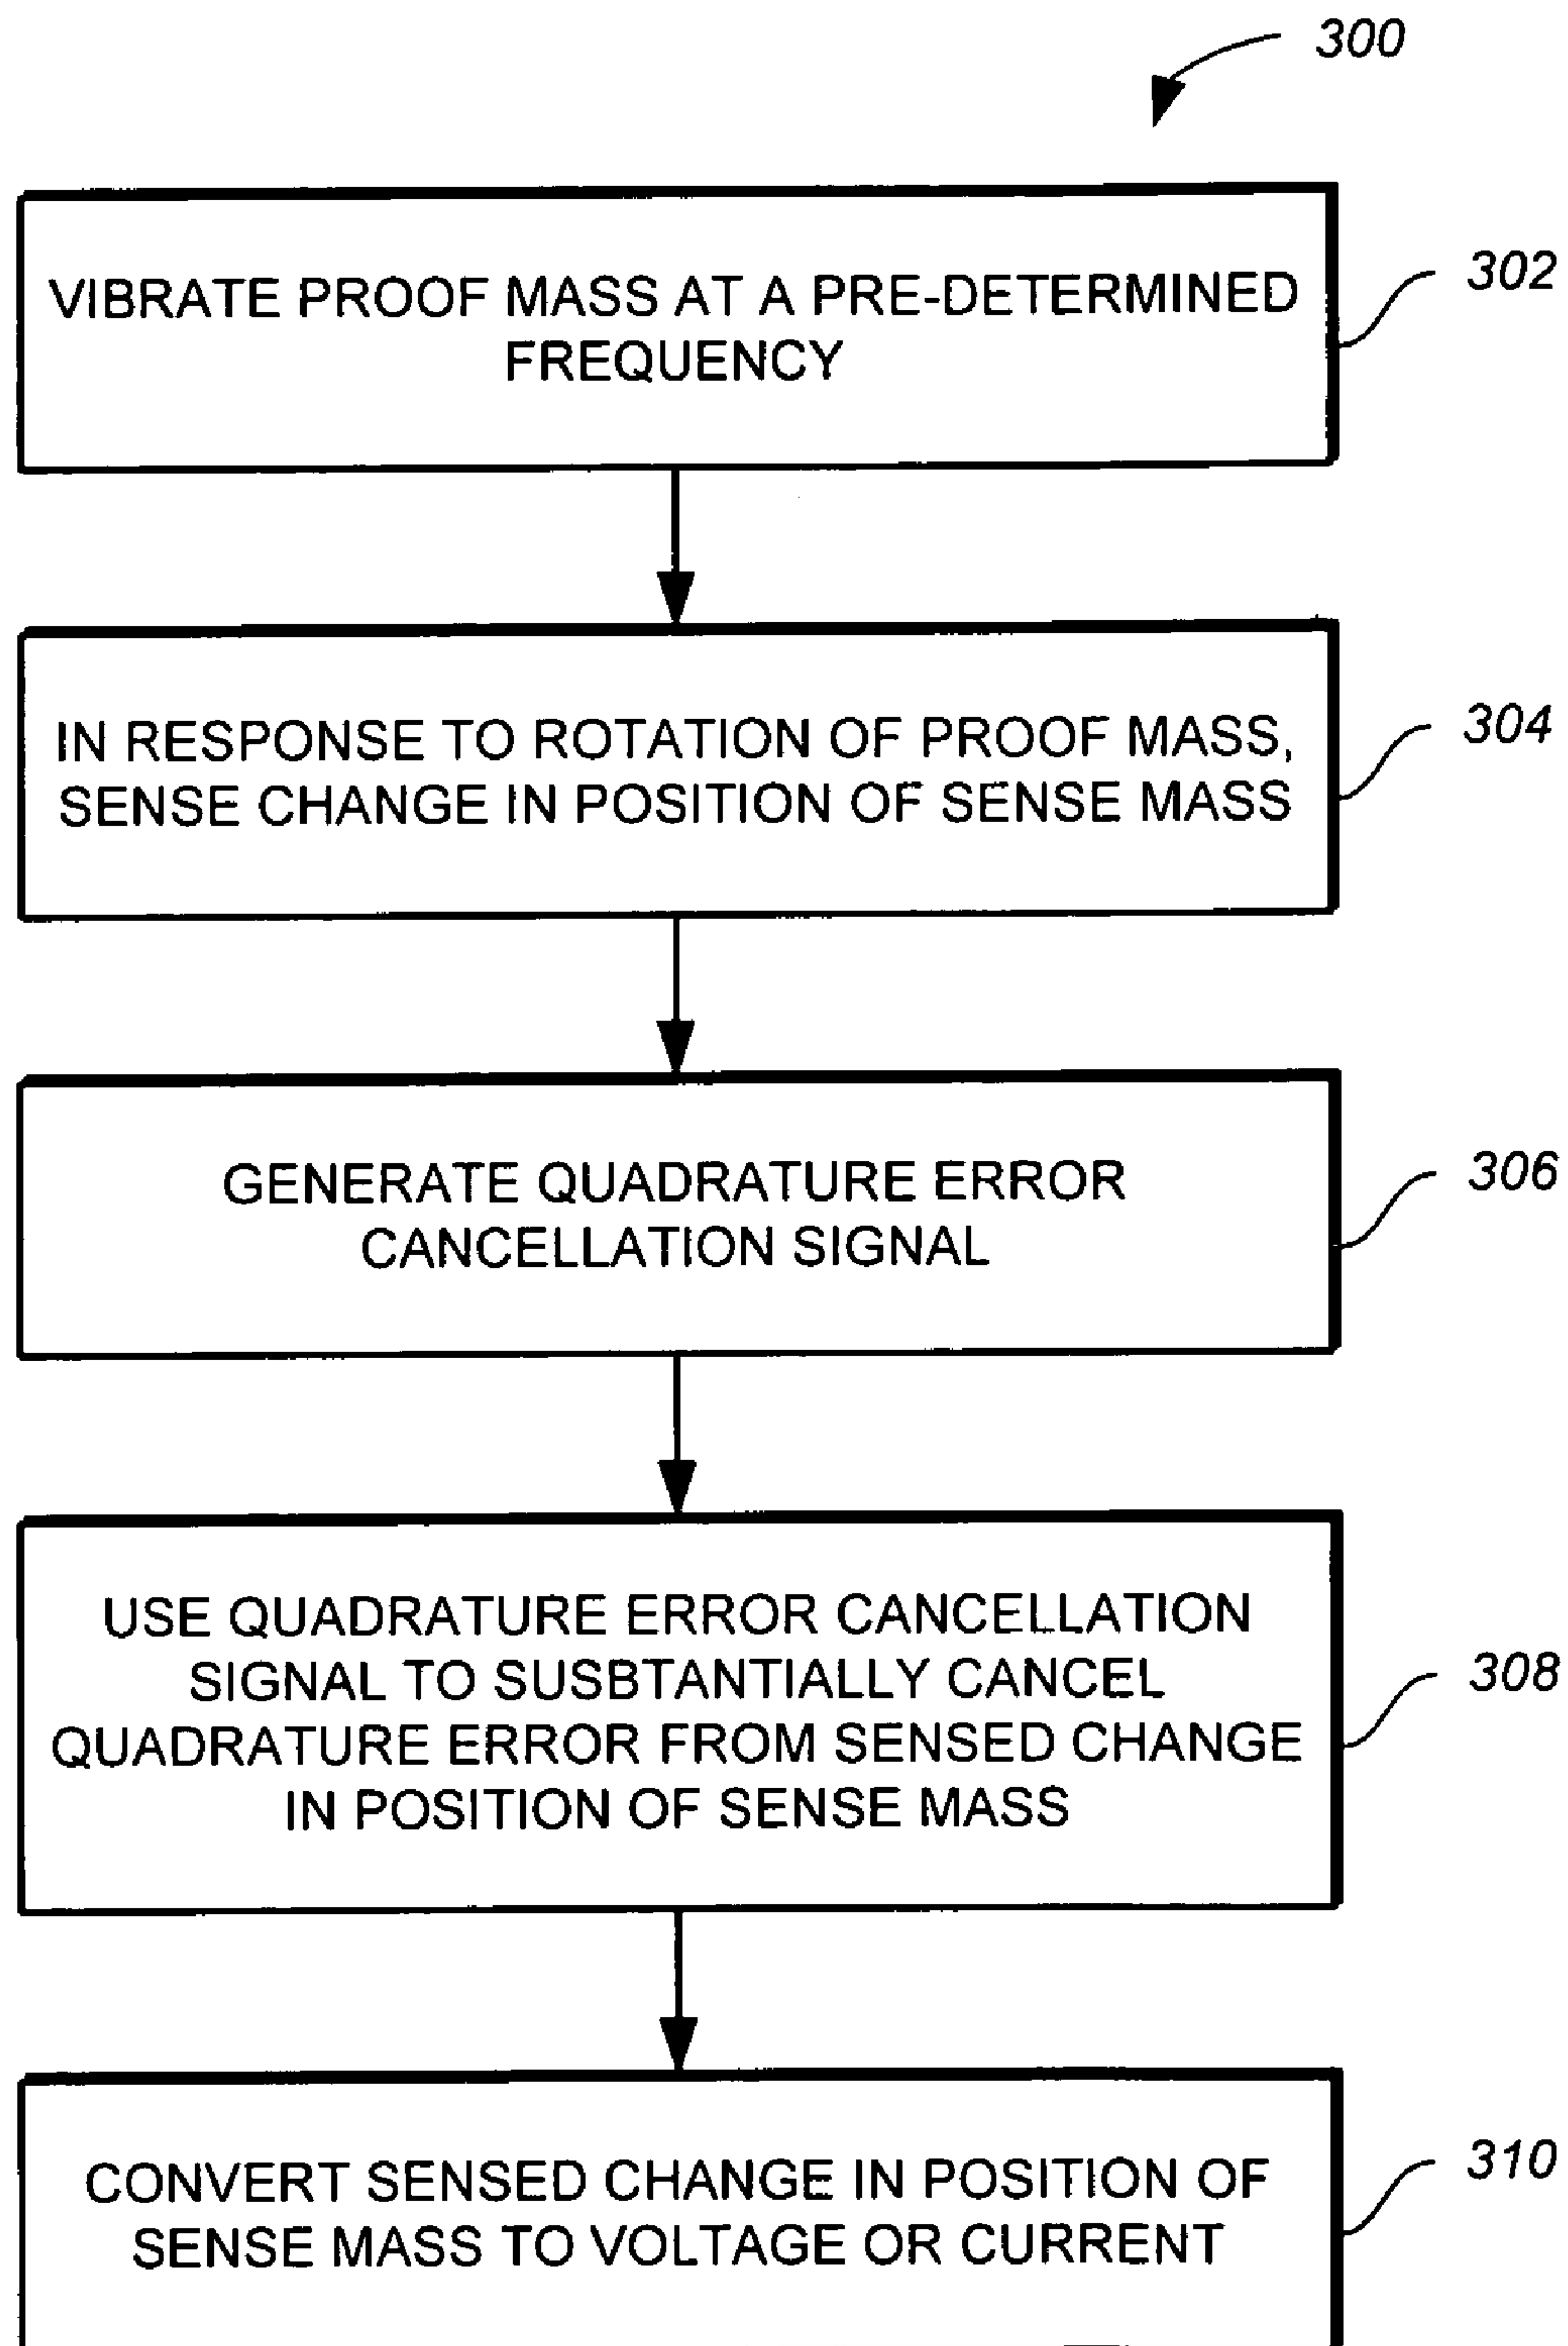 300
VIBRATE PROOF MASS AT A PRE-DETERMINED
FREQUENCY
302
IN RESPONSE TO ROTATION OF PROOF MASS,
SENSE CHANGE IN POSITION OF SENSE MASS
304
GENERATE QUADRATURE ERROR
CANCELLATION SIGNAL
306
USE QUADRATURE ERROR CANCELLATION
SIGNAL TO SUSBTANTIALLY CANCEL
QUADRATURE ERROR FROM SENSED CHANGE
IN POSITION OF SENSE MASS
308
CONVERT SENSED CHANGE IN POSITION OF
SENSE MASS TO VOLTAGE OR CURRENT
310